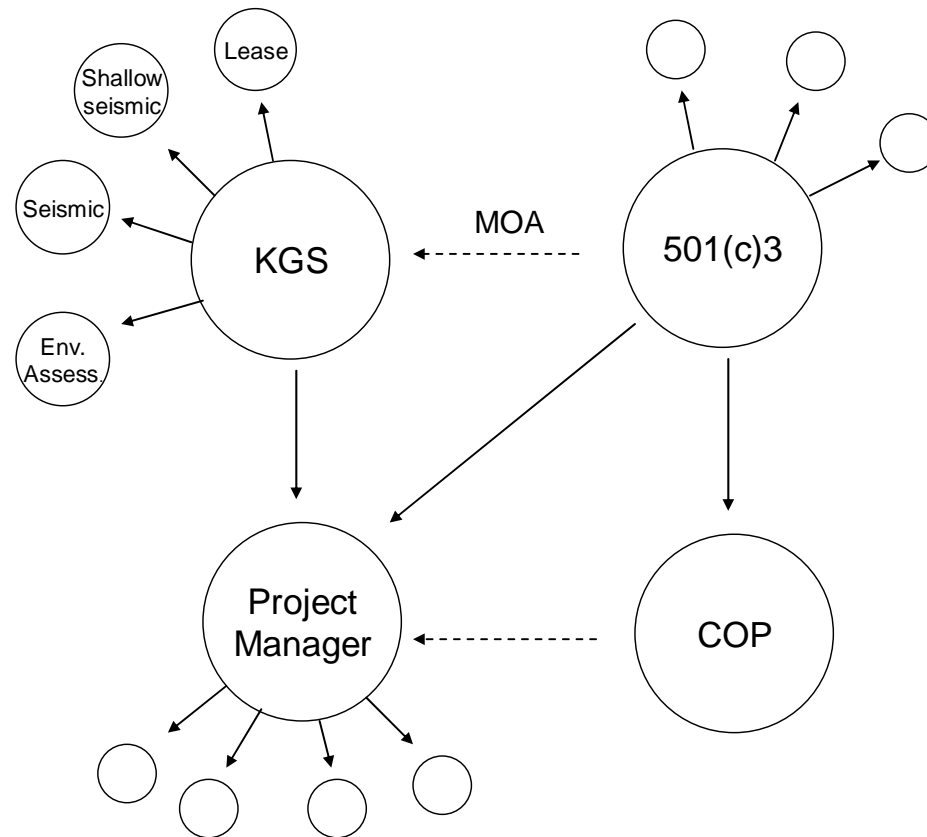 Lease
Shallow
seismic
Seismic
MOA
KGS
501(c)3
Env.
Assess.
Project
Manager
COP